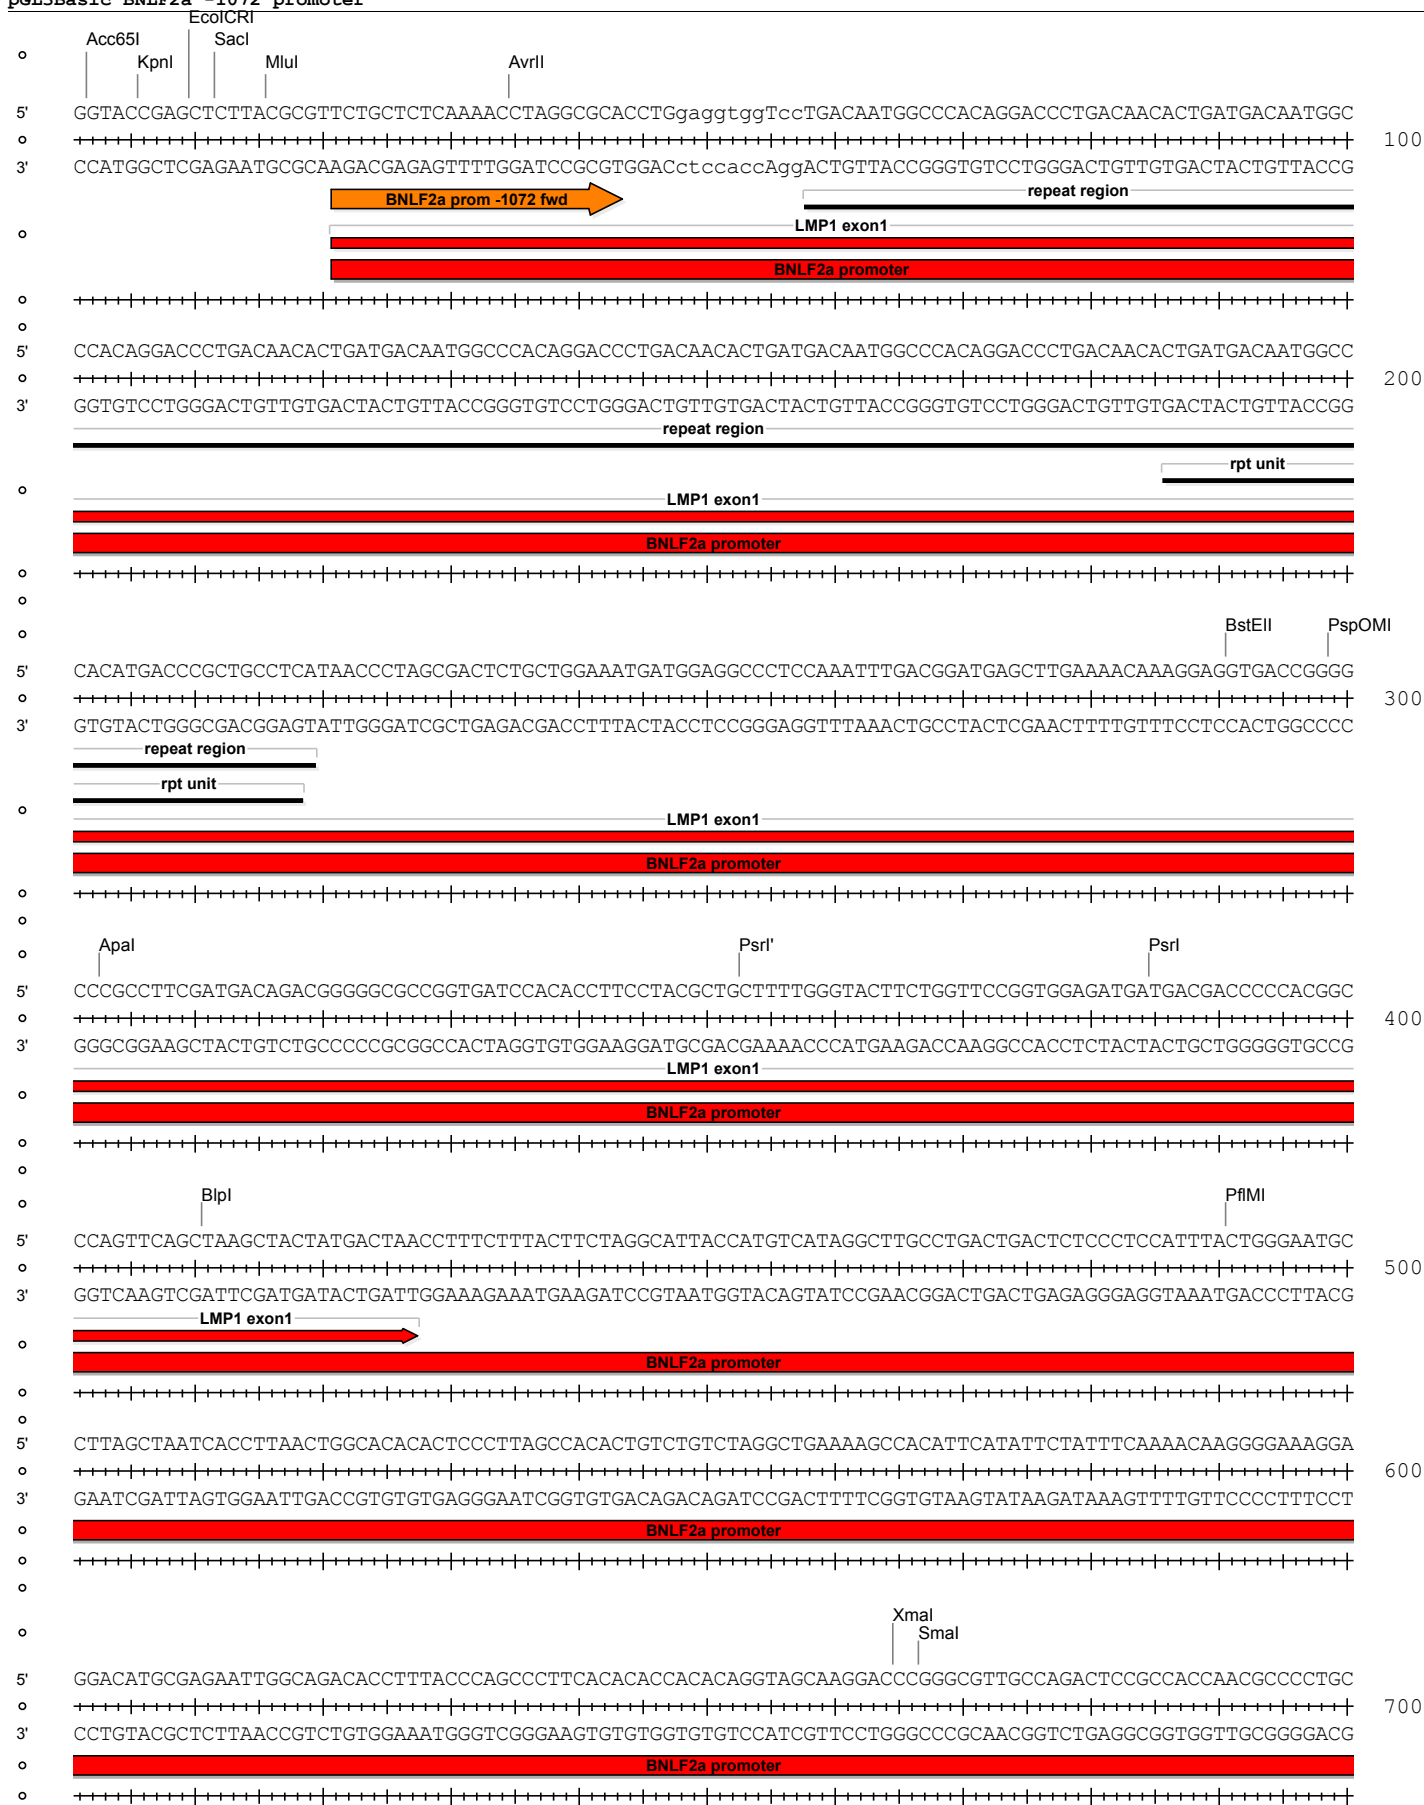 pGL3Basic BNLF2a -1072 promoter
EcoICRI
Acc65I SacI
KpnI MluI AvrII
5' GGTACCGAGCTCTTACGCGTTCTGCTCTCAAAACCTAGGCGCACCTGgaggtggTccTGACAATGGCCCACAGGACCCTGACAACACTGATGACAATGGC
100
3' CCATGGCTCGAGAATGCGCAAGACGAGAGTTTTGGATCCGCGTGGACctccaccAggACTGTTACCGGGTGTCCTGGGACTGTTGTGACTACTGTTACCG
BNLF2a prom -1072 fwd repeat region
LMP1 exon1
BNLF2a promoter
5' CCACAGGACCCTGACAACACTGATGACAATGGCCCACAGGACCCTGACAACACTGATGACAATGGCCCACAGGACCCTGACAACACTGATGACAATGGCC
200
3' GGTGTCCTGGGACTGTTGTGACTACTGTTACCGGGTGTCCTGGGACTGTTGTGACTACTGTTACCGGGTGTCCTGGGACTGTTGTGACTACTGTTACCGG
repeat region
rpt unit
LMP1 exon1
BNLF2a promoter
BstEII PspOMI
5' CACATGACCCGCTGCCTCATAACCCTAGCGACTCTGCTGGAAATGATGGAGGCCCTCCAAATTTGACGGATGAGCTTGAAAACAAAGGAGGTGACCGGGG
300
3' GTGTACTGGGCGACGGAGTATTGGGATCGCTGAGACGACCTTTACTACCTCCGGGAGGTTTAAACTGCCTACTCGAACTTTTGTTTCCTCCACTGGCCCC
repeat region
rpt unit
LMP1 exon1
BNLF2a promoter
ApaI PsrI' PsrI
5' CCCGCCTTCGATGACAGACGGGGGCGCCGGTGATCCACACCTTCCTACGCTGCTTTTGGGTACTTCTGGTTCCGGTGGAGATGATGACGACCCCCACGGC
400
3' GGGCGGAAGCTACTGTCTGCCCCCGCGGCCACTAGGTGTGGAAGGATGCGACGAAAACCCATGAAGACCAAGGCCACCTCTACTACTGCTGGGGGTGCCG
LMP1 exon1
BNLF2a promoter
BlpI PflMI
5' CCAGTTCAGCTAAGCTACTATGACTAACCTTTCTTTACTTCTAGGCATTACCATGTCATAGGCTTGCCTGACTGACTCTCCCTCCATTTACTGGGAATGC
500
3' GGTCAAGTCGATTCGATGATACTGATTGGAAAGAAATGAAGATCCGTAATGGTACAGTATCCGAACGGACTGACTGAGAGGGAGGTAAATGACCCTTACG
LMP1 exon1
BNLF2a promoter
5' CTTAGCTAATCACCTTAACTGGCACACACTCCCTTAGCCACACTGTCTGTCTAGGCTGAAAAGCCACATTCATATTCTATTTCAAAACAAGGGGAAAGGA
600
3' GAATCGATTAGTGGAATTGACCGTGTGTGAGGGAATCGGTGTGACAGACAGATCCGACTTTTCGGTGTAAGTATAAGATAAAGTTTTGTTCCCCTTTCCT
BNLF2a promoter
XmaI
SmaI
5' GGACATGCGAGAATTGGCAGACACCTTTACCCAGCCCTTCACACACCACACAGGTAGCAAGGACCCGGGCGTTGCCAGACTCCGCCACCAACGCCCCTGC
700
3' CCTGTACGCTCTTAACCGTCTGTGGAAATGGGTCGGGAAGTGTGTGGTGTGTCCATCGTTCCTGGGCCCGCAACGGTCTGAGGCGGTGGTTGCGGGGACG
BNLF2a promoter